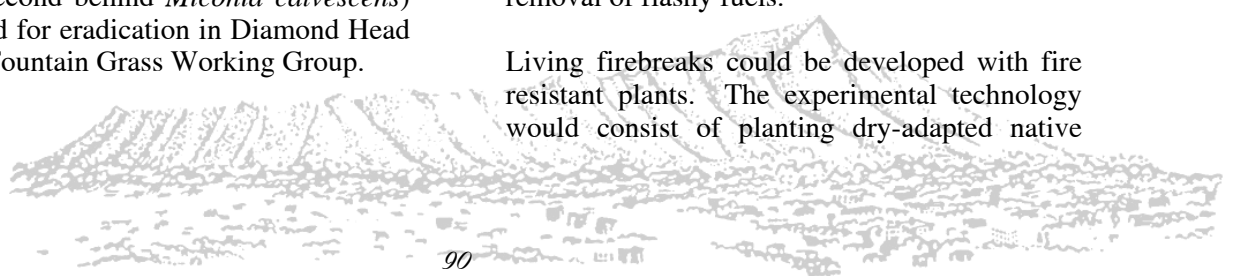 second behind Miconia calvescens)
d for eradication in Diamond Head
Fountain Grass Working Group.
removal of flashy fuels.
Living firebreaks could be developed with fire
resistant plants. The experimental technology
would consist of planting dry-adapted native
90